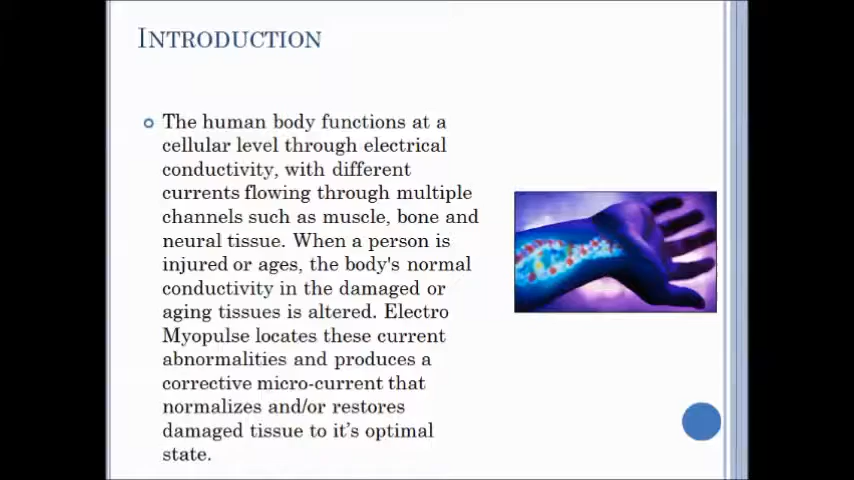 INTRODUCTION
The human body functions at a
cellular level through electrical
conductivity, with different
currents flowing through multiple
channels such as muscle, bone and
neural tissue. When a person is
injured or ages, the body's normal
conductivity in the damaged or
aging tissues is altered. Electro
Myopulse locates these current
abnormalities and produces a
corrective micro-current that
normalizes and/or restores
damaged tissue to it's optimal
state.